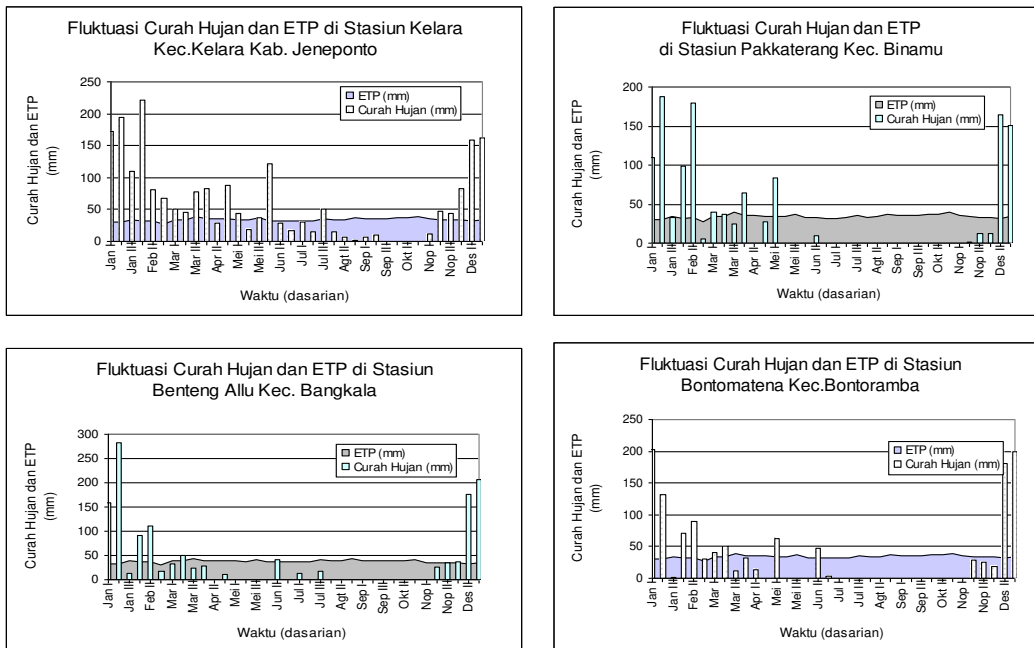 Fluktuasi Curah Hujan dan ETP di Stasiun Kelara
Kec.Kelara Kab. Jeneponto
Curah Hujan dan ETP
(mm)
250
200
150
100
50
0
ETP (mm)
Curah Hujan (mm)
Jan I
Jan III
Feb II
Mar I
Mar III
Apr II
Mei I
Mei III
Jun II
Jul I
Jul III
Agt II
Sep I
Sep III
Okt II
Nop I
Nop III
Des II
Waktu (dasarian)
Fluktuasi Curah Hujan dan ETP
di Stasiun Pakkaterang Kec. Binamu
Curah Hujan dan ETP
(mm)
200
150
100
50
0
ETP (mm)
Curah Hujan (mm)
Jan I
Jan III
Feb II
Mar I
Mar III
Apr II
Mei I
Mei III
Jun II
Jul I
Jul III
Agt II
Sep I
Sep III
Okt II
Nop I
Nop III
Des II
Waktu (dasarian)
Fluktuasi Curah Hujan dan ETP di Stasiun
Benteng Allu Kec. Bangkala
Curah Hujan dan ETP
(mm)
300
250
200
150
100
50
0
ETP (mm)
Curah Hujan (mm)
Jan I
Jan III
Feb II
Mar I
Mar III
Apr II
Mei I
Mei III
Jun II
Jul I
Jul III
Agt II
Sep I
Sep III
Okt II
Nop I
Nop III
Des II
Waktu (dasarian)
Fluktuasi Curah Hujan dan ETP di Stasiun
Bontomatena Kec.Bontoramba
Curah Hujan dan ETP
(mm)
250
200
150
100
50
0
ETP (mm)
Curah Hujan (mm)
Jan I
Jan III
Feb II
Mar I
Mar III
Apr II
Mei I
Mei III
Jun II
Jul I
Jul III
Agt II
Sep I
Sep III
Okt II
Nop I
Nop III
Des II
Waktu (dasarian)